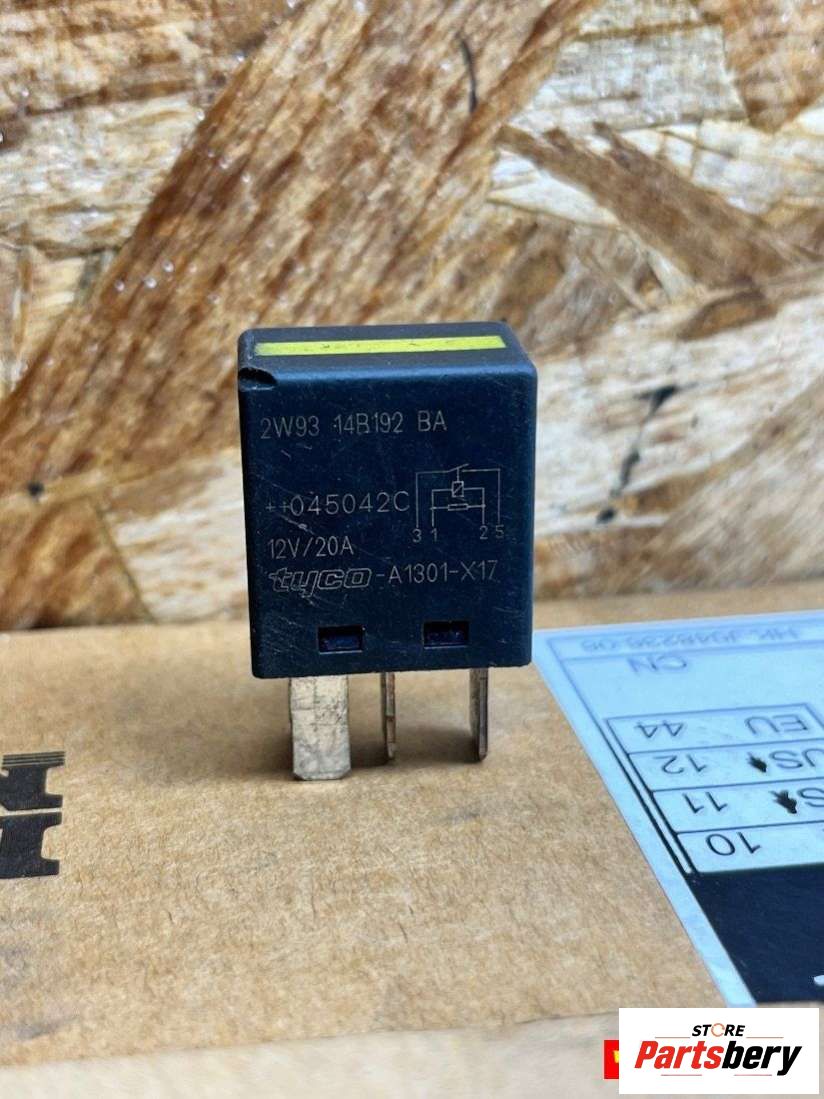 2W93 14B192 BA
++045042C
3 1 2 5
12V/20A
tyco -A1301-X17
CN
EU 44
12
11
10
STORE
Partsbery